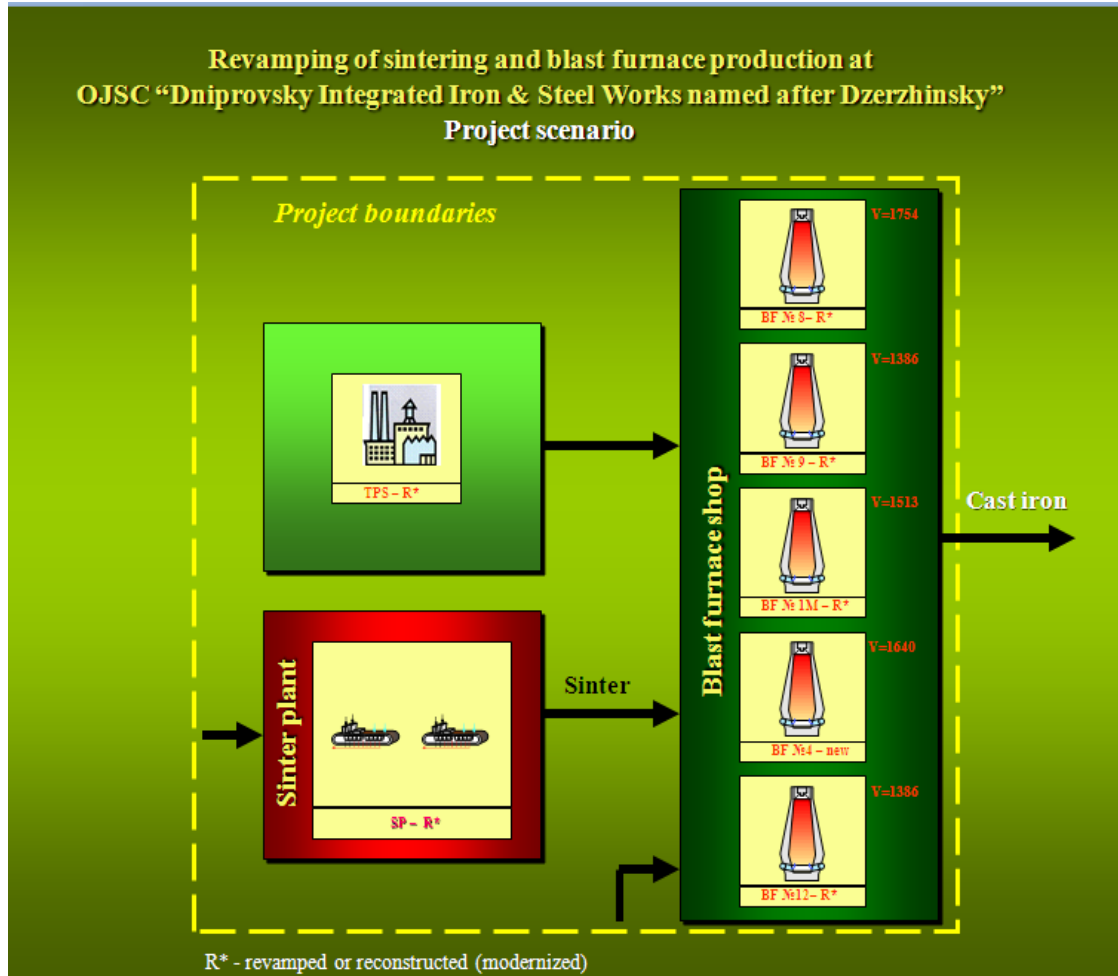 Revamping of sintering and blast furnace production at
OJSC “Dniprovsky Integrated Iron & Steel Works named after Dzerzhinsky”
Project scenario
Project boundaries
TPS – R*
Sinter plant
SP – R*
Sinter
Blast furnace shop
V=1754
BF № 8– R*
V=1386
BF № 9 – R*
V=1513
BF № 1M – R*
V=1640
BF №4 – new
V=1386
BF №12– R*
Cast iron
R* - revamped or reconstructed (modernized)